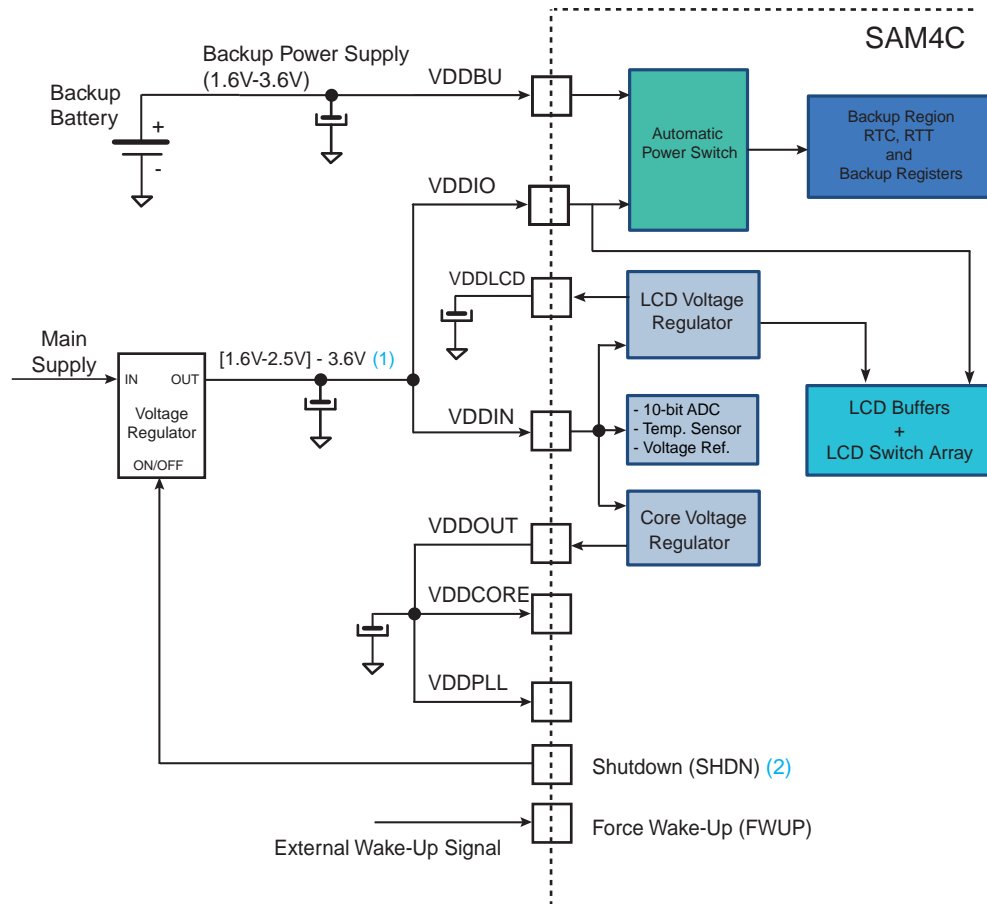 SAM4C
Backup Power Supply
(1.6V-3.6V)
VDDBU
Backup
Battery
+
-
Automatic
Power Switch
Backup Region
RTC, RTT
and
Backup Registers
VDDIO
VDDLCD
LCD Voltage
Regulator
Main
Supply
[1.6V-2.5V] - 3.6V (1)
IN OUT
Voltage
Regulator
ON/OFF
VDDIN
- 10-bit ADC
- Temp. Sensor
- Voltage Ref.
LCD Buffers
+
LCD Switch Array
VDDOUT
Core Voltage
Regulator
VDDCORE
VDDPLL
Shutdown (SHDN) (2)
Force Wake-Up (FWUP)
External Wake-Up Signal